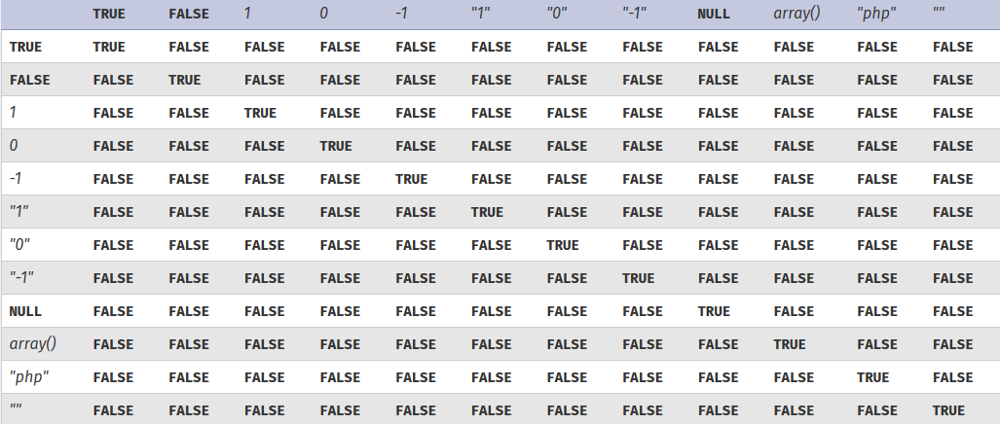 TRUE FALSE 1 0 -1 "1" "0" "-1" NULL array() "php" ""
TRUE TRUE FALSE FALSE FALSE FALSE FALSE FALSE FALSE FALSE FALSE FALSE FALSE
FALSE FALSE TRUE FALSE FALSE FALSE FALSE FALSE FALSE FALSE FALSE FALSE FALSE
1 FALSE FALSE TRUE FALSE FALSE FALSE FALSE FALSE FALSE FALSE FALSE FALSE
0 FALSE FALSE FALSE TRUE FALSE FALSE FALSE FALSE FALSE FALSE FALSE FALSE
-1 FALSE FALSE FALSE FALSE TRUE FALSE FALSE FALSE FALSE FALSE FALSE FALSE
"1" FALSE FALSE FALSE FALSE FALSE TRUE FALSE FALSE FALSE FALSE FALSE FALSE
"0" FALSE FALSE FALSE FALSE FALSE FALSE TRUE FALSE FALSE FALSE FALSE FALSE
"-1" FALSE FALSE FALSE FALSE FALSE FALSE FALSE TRUE FALSE FALSE FALSE FALSE
NULL FALSE FALSE FALSE FALSE FALSE FALSE FALSE FALSE TRUE FALSE FALSE FALSE
array() FALSE FALSE FALSE FALSE FALSE FALSE FALSE FALSE FALSE TRUE FALSE FALSE
"php" FALSE FALSE FALSE FALSE FALSE FALSE FALSE FALSE FALSE FALSE TRUE FALSE
"" FALSE FALSE FALSE FALSE FALSE FALSE FALSE FALSE FALSE FALSE FALSE TRUE